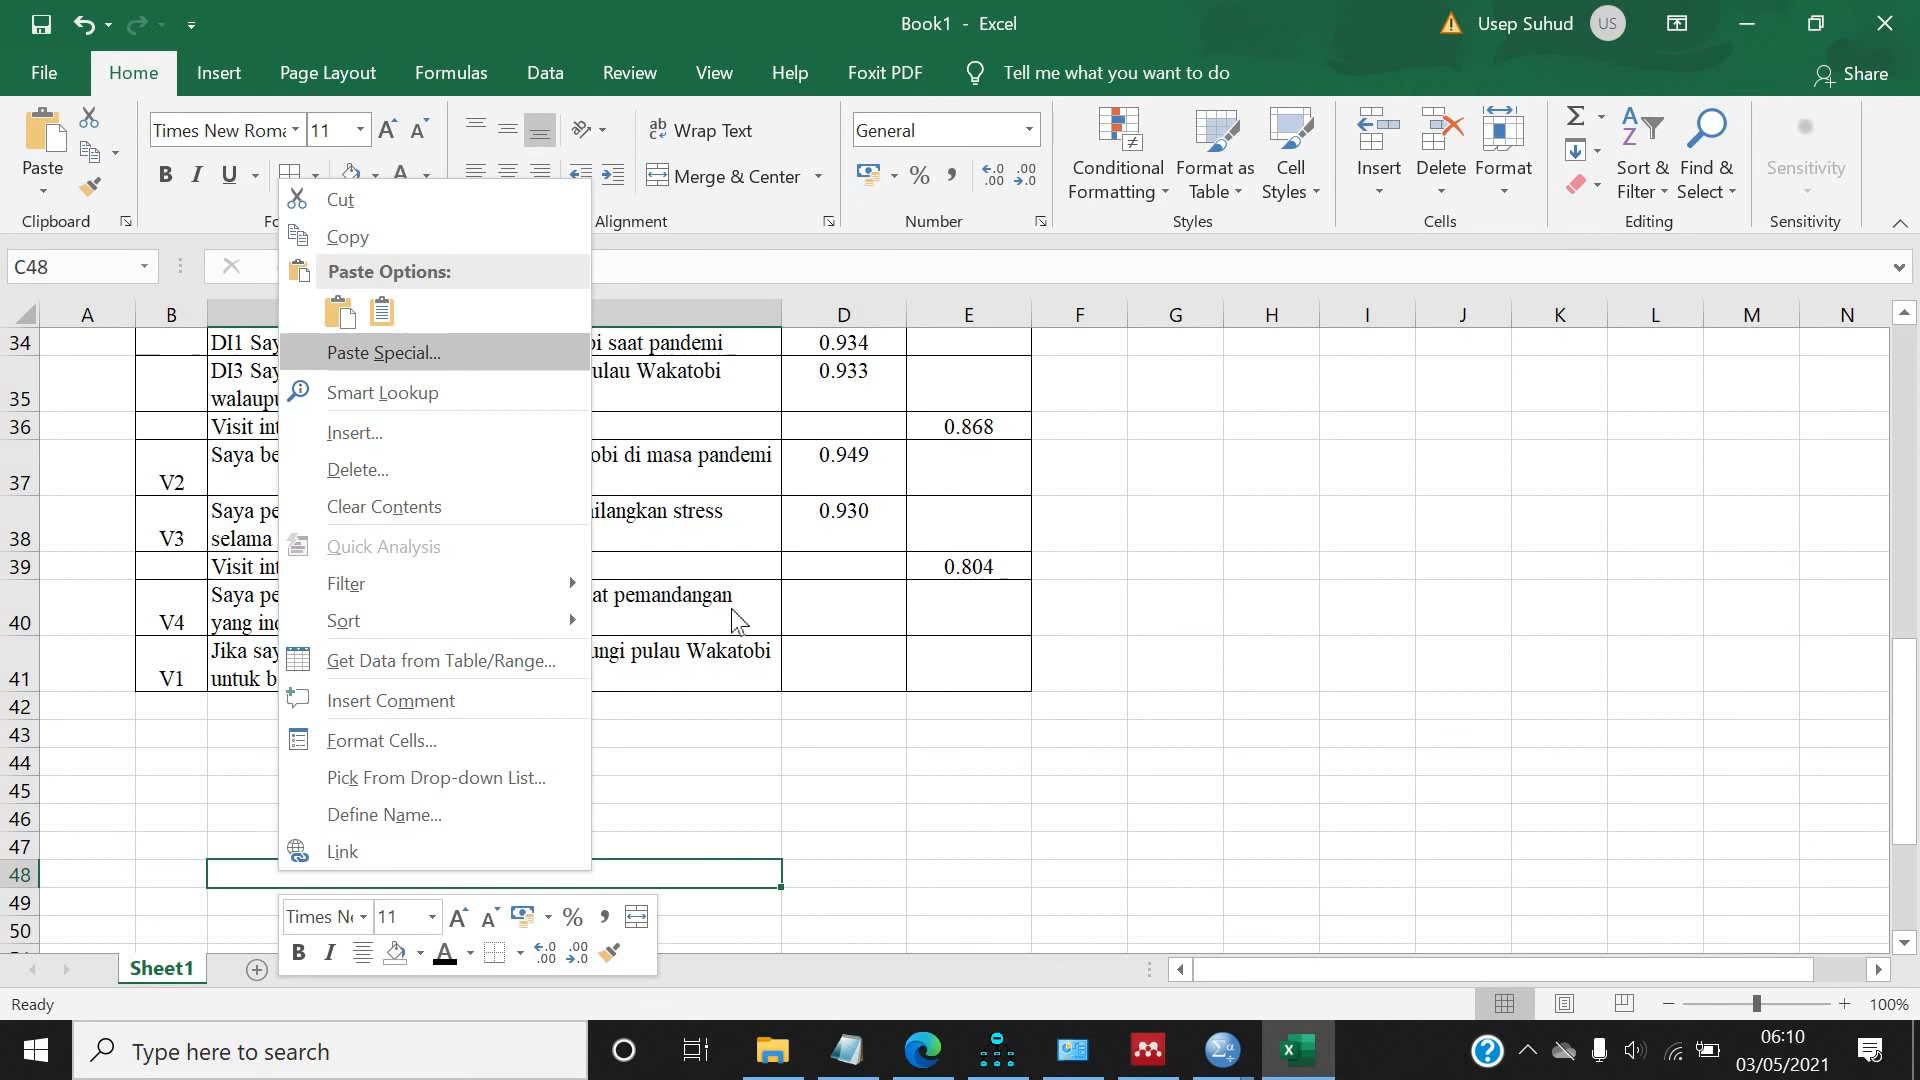 Book1 - Excel
Usep Suhud
US
File
Home
Insert
Page Layout
Formulas
Data
Review
View
Help
Foxit PDF
Tell me what you want to do
Share
Paste
Times New Roma
11
Wrap Text
Merge & Center
General
Conditional
Formatting
Format as
Table
Cell
Styles
Insert
Delete
Format
Sort &
Filter
Find &
Select
Sensitivity
Clipboard
Fo
Alignment
Number
Styles
Cells
Editing
Sensitivity
C48
A B C D E F G H I J K L M N
Cut
Copy
Paste Options:
Paste Special...
Smart Lookup
Insert...
Delete...
Clear Contents
Quick Analysis
Filter
Sort
Get Data from Table/Range...
Insert Comment
Format Cells...
Pick From Drop-down List...
Define Name...
Link
34 DI1 Say bi saat pandemi 0.934
35 DI3 Say ulau Wakatobi 0.933
walaupu
36 Visit int 0.868
37 V2 Saya be obi di masa pandemi 0.949
38 V3 Saya pe ilangkan stress 0.930
selama
39 Visit int 0.804
40 V4 Saya pe at pemandangan
yang ind
41 V1 Jika say ungi pulau Wakatobi
untuk b
42
43
44
45
46
47
48
49
50
Times Ne 11
B I
Sheet1
Ready
100%
Type here to search
06:10
03/05/2021